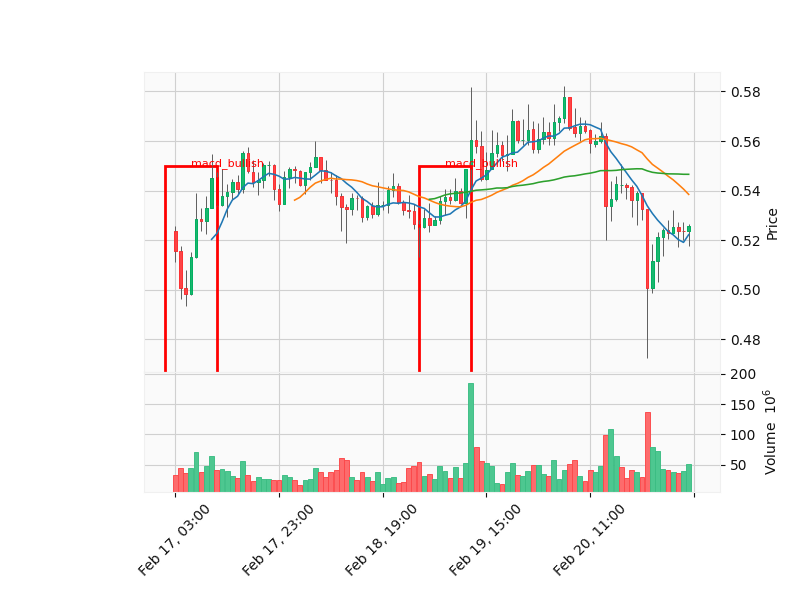 macd_bullish
macd_bullish
0.58
0.56
0.54
0.52
0.50
0.48
Price
200
150
100
50
Volume 10^6
Feb 17, 03:00
Feb 17, 23:00
Feb 18, 19:00
Feb 19, 15:00
Feb 20, 11:00